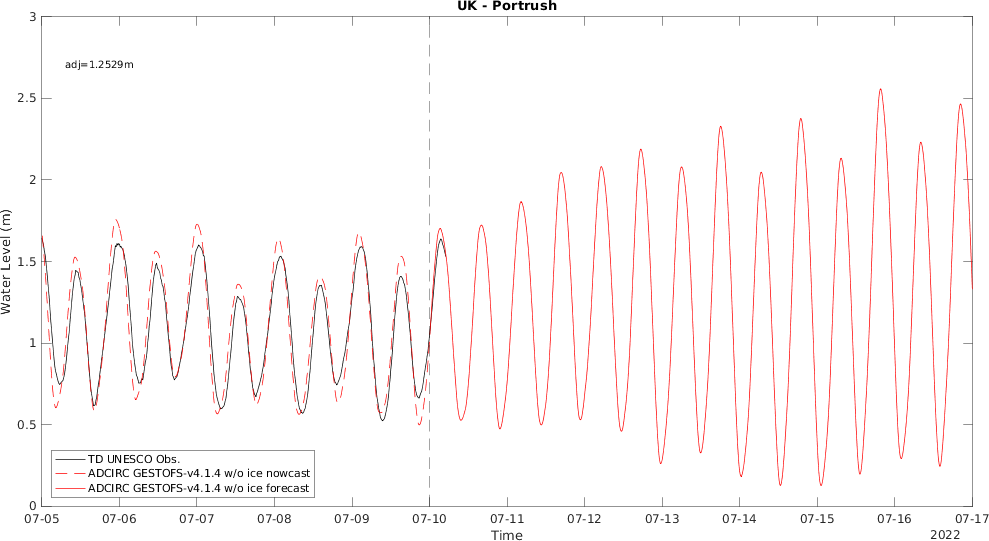 UK - Portrush
adj=1.2529m
3
2.5
2
1.5
1
0.5
0
Water Level (m)
TD UNESCO Obs.
ADCIRC GESTOFS-v4.1.4 w/o ice nowcast
ADCIRC GESTOFS-v4.1.4 w/o ice forecast
07-05 07-06 07-07 07-08 07-09 07-10 07-11 07-12 07-13 07-14 07-15 07-16 07-17
Time
2022